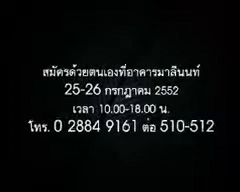 สมัครด้วยตนเองที่อาคารมาลีนนท์
25-26 กรกฎาคม 2552
เวลา 10.00-18.00 น.
โทร. 0 2884 9161 ต่อ 510-512